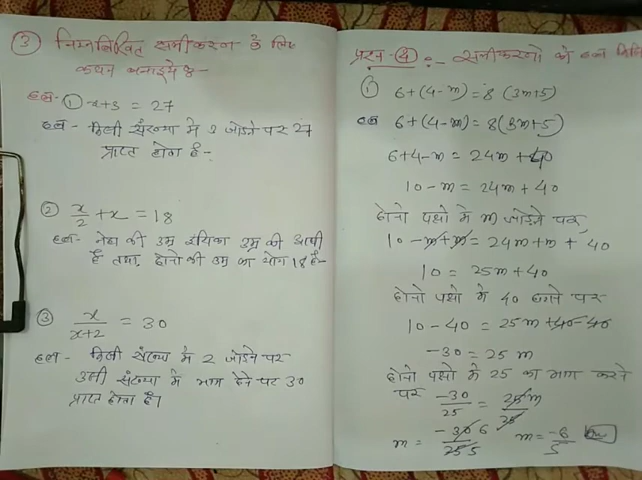 ③ निम्नलिखित समीकरण के लिए
कथन बनाइये :-
हल:- ① x+3 = 27
हल - किसी संख्या में 3 जोड़ने पर 27
प्राप्त होता है -
② x/2 + x = 18
हल- नेहा की उम्र राधिका उम्र की आधी
है तथा, दोनों की उम्र का योग 18 है-
③ x/(x+2) = 30
हल - किसी संख्या में 2 जोड़ने पर
उसी संख्या में भाग देने पर 30
प्राप्त होता है।
प्रश्न - ④ :- समीकरणों को हल
① 6+(4-m) = 8 (3m+5)
हल 6+(4-m) = 8(3m+5)
6+4-m = 24m+40
10-m = 24m+40
दोनो पक्षो में m जोड़ने पर,
10 -m+m = 24m+m + 40
10 = 25m+40
दोनो पक्षो में 40 घटाने पर
10-40 = 25m+40-40
-30 = 25 m
दोनो पक्षो में 25 का भाग करने
पर -30/25 = 25m/25
m = -30 6/25 5 m = -6/5